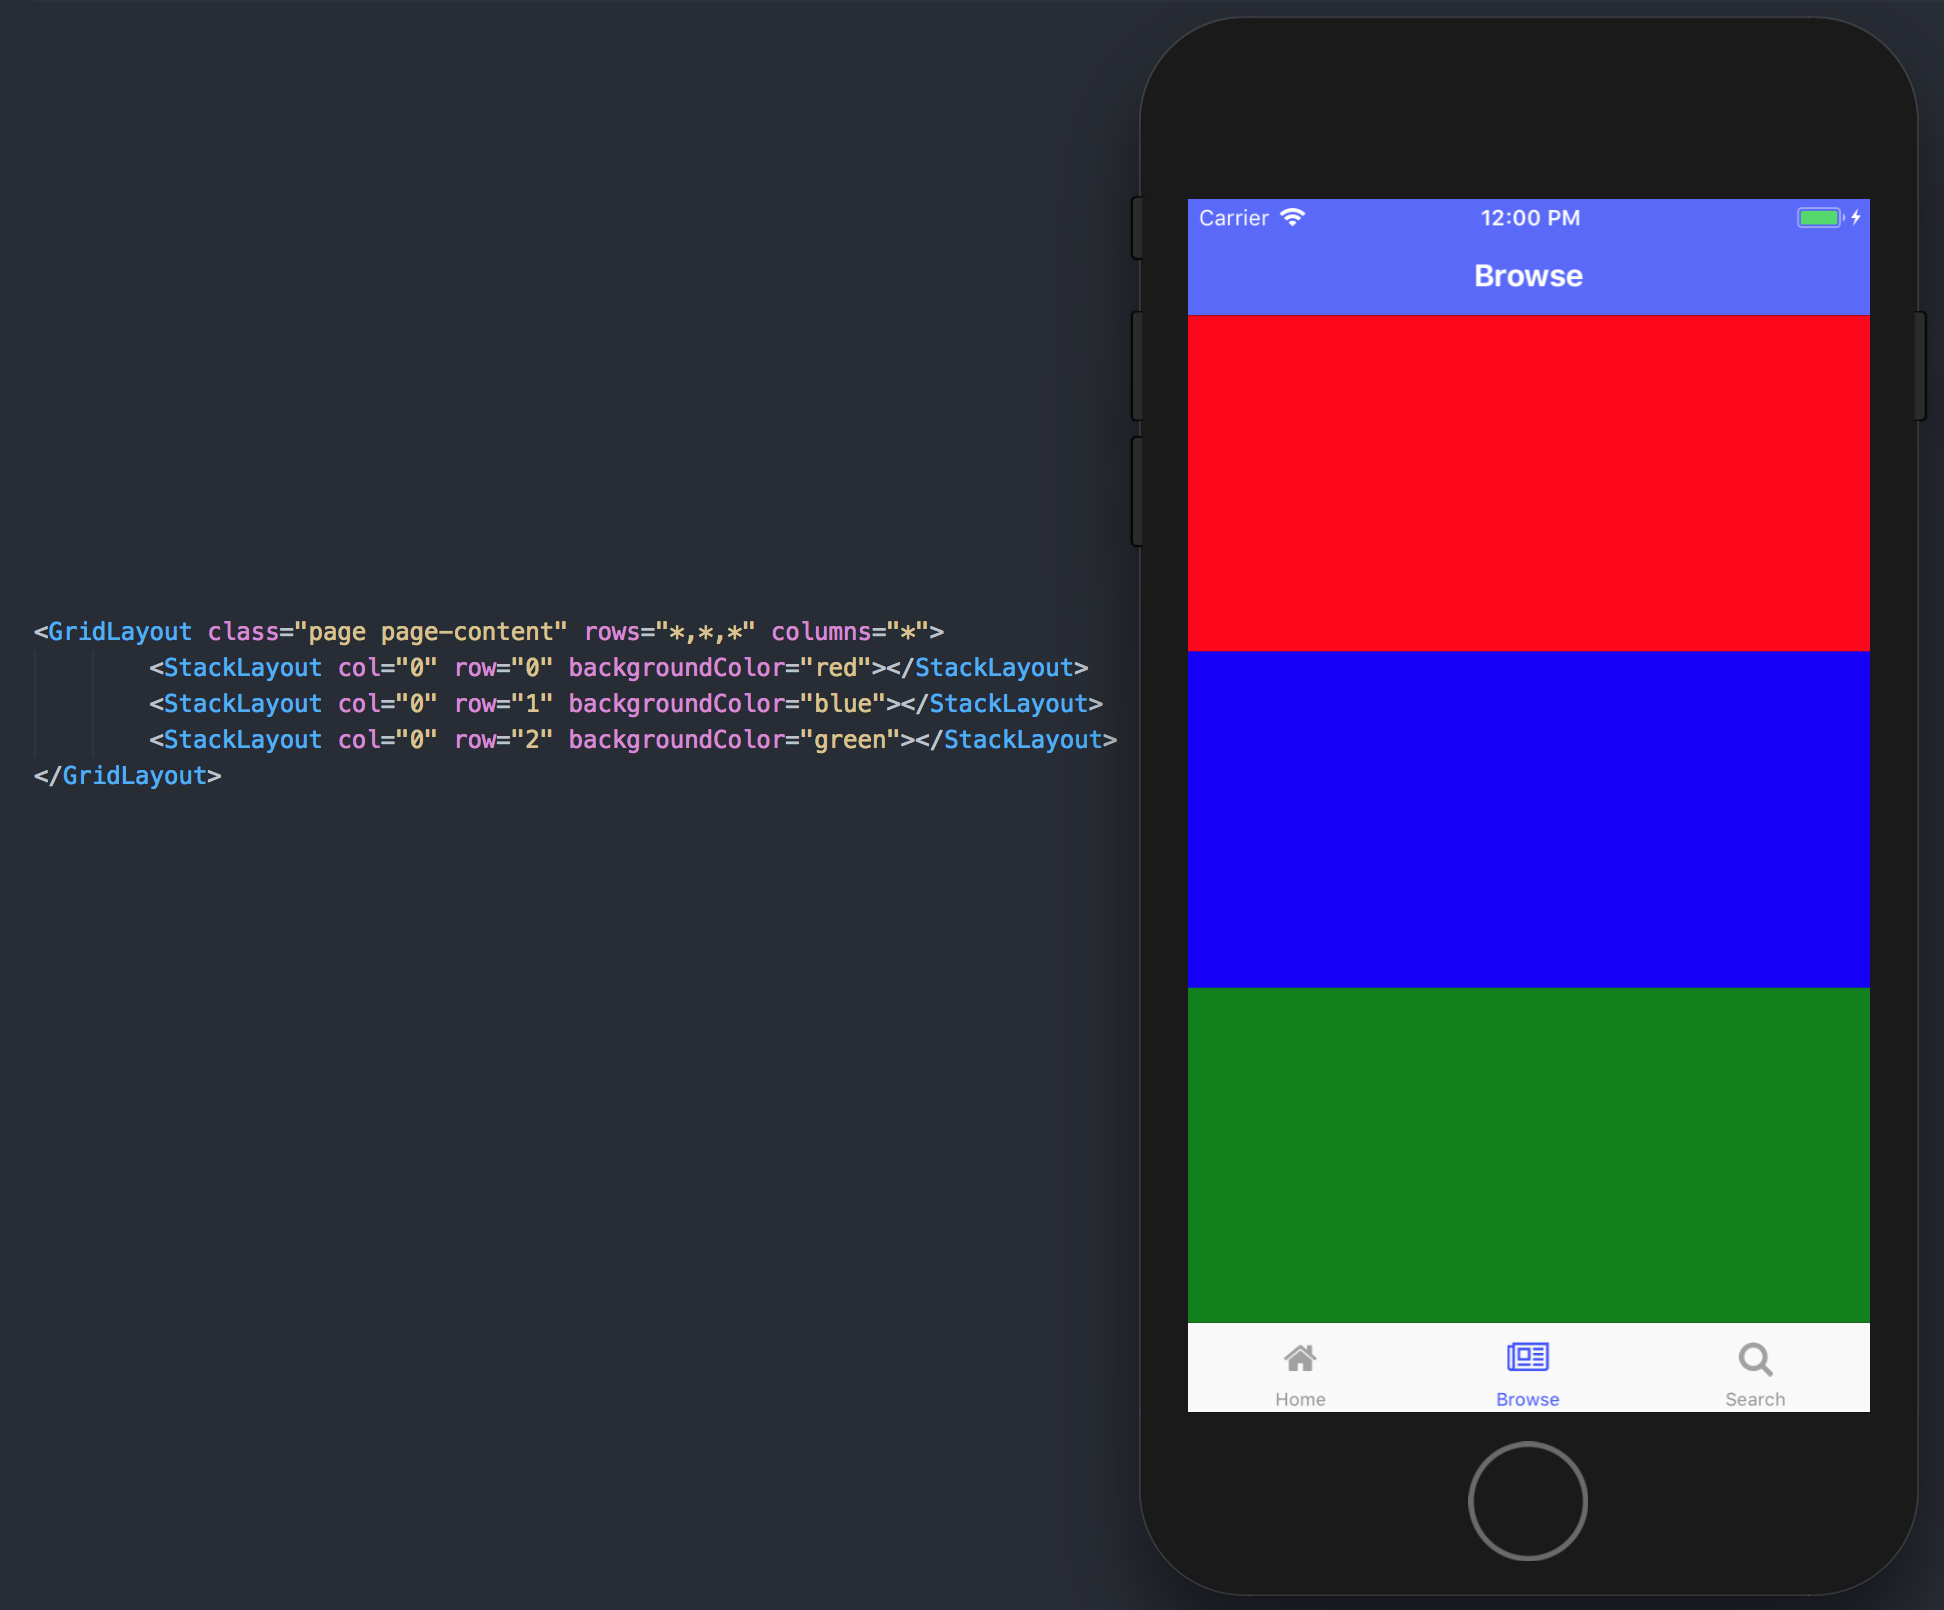 <GridLayout class="page page-content" rows="*,*,*" columns="*">
<StackLayout col="0" row="0" backgroundColor="red"></StackLayout>
<StackLayout col="0" row="1" backgroundColor="blue"></StackLayout>
<StackLayout col="0" row="2" backgroundColor="green"></StackLayout>
</GridLayout>
Carrier 12:00 PM
Browse
Home Browse Search